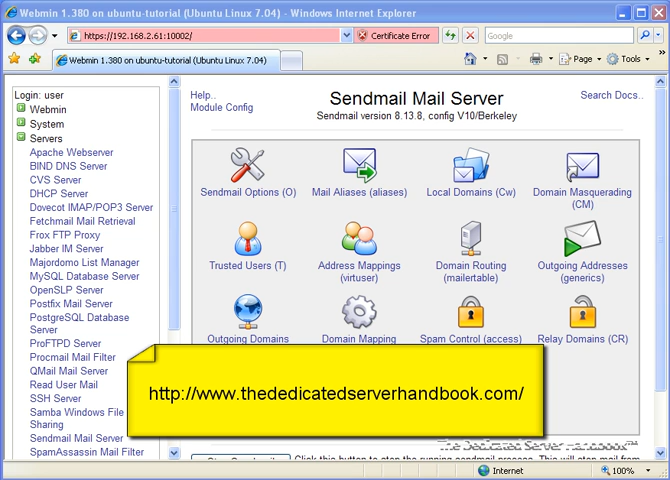 Webmin 1.380 on ubuntu-tutorial (Ubuntu Linux 7.04) - Windows Internet Explorer
https://192.168.2.61:10002/
Certificate Error
Google
Webmin 1.380 on ubuntu-tutorial (Ubuntu Linux 7.04)
Page
Tools
Login: user
Webmin
System
Servers
Apache Webserver
BIND DNS Server
CVS Server
DHCP Server
Dovecot IMAP/POP3 Server
Fetchmail Mail Retrieval
Frox FTP Proxy
Jabber IM Server
Majordomo List Manager
MySQL Database Server
OpenSLP Server
Postfix Mail Server
PostgreSQL Database
Server
ProFTPD Server
Procmail Mail Filter
QMail Mail Server
Read User Mail
SSH Server
Samba Windows File
Sharing
Sendmail Mail Server
SpamAssassin Mail Filter
Help..
Module Config
Sendmail Mail Server
Sendmail version 8.13.8, config V10/Berkeley
Search Docs..
Sendmail Options (O)
Mail Aliases (aliases)
Local Domains (Cw)
Domain Masquerading
(CM)
Trusted Users (T)
Address Mappings
(virtuser)
Domain Routing
(mailertable)
Outgoing Addresses
(generics)
Outgoing Domains
Domain Mapping
Spam Control (access)
Relay Domains (CR)
http://www.thededicatedserverhandbook.com/
The Dedicated Server Handbook™
Click this button to stop the running sendmail process. This will stop mail from
Internet
100%